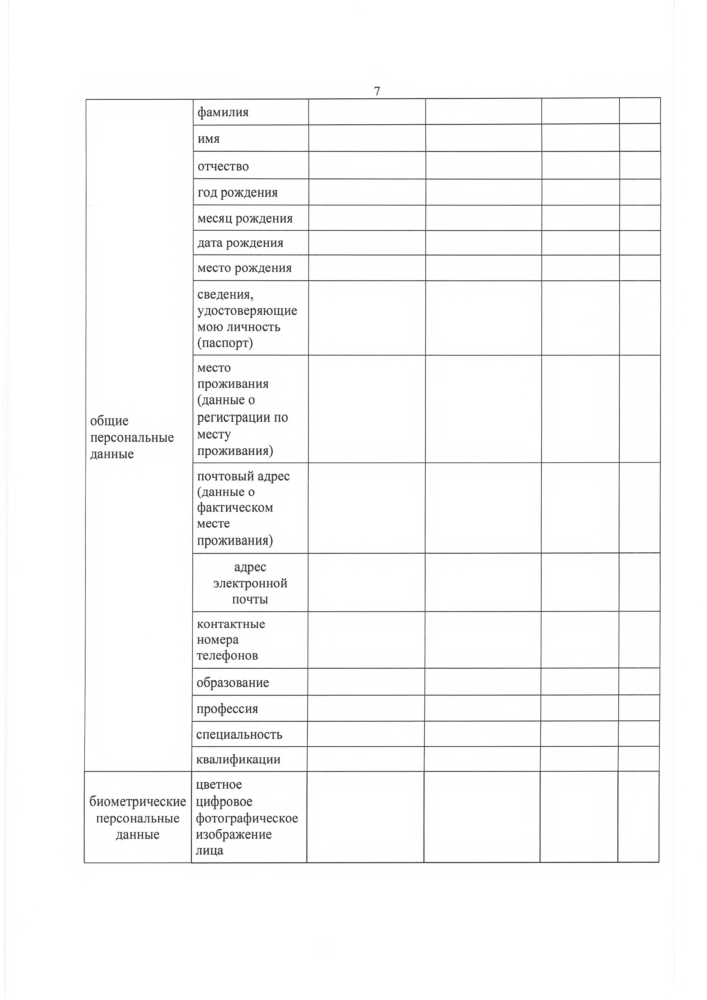 7
фамилия
имя
отчество
год рождения
месяц рождения
дата рождения
место рождения
сведения,
удостоверяющие
мою личность
(паспорт)
место
проживания
(данные о
регистрации по
месту
проживания)
общие
персональные
данные
почтовый адрес
(данные о
фактическом
месте
проживания)
адрес
электронной
почты
контактные
номера
телефонов
образование
профессия
специальность
квалификации
биометрические
персональные
данные
цветное
цифровое
фотографическое
изображение
лица